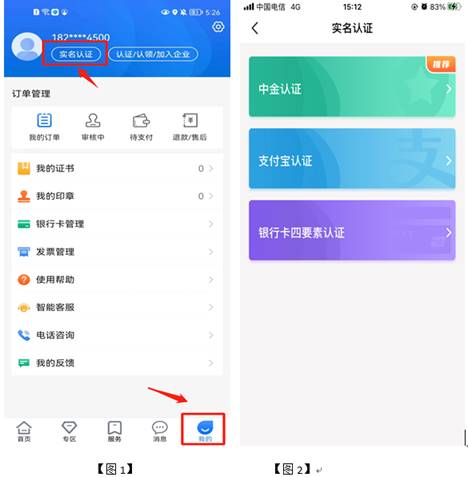 5:26
182****4500
实名认证
认证/认领/加入企业
订单管理
我的订单
审核中
待支付
退款/售后
我的证书
0
我的印章
0
银行卡管理
发票管理
使用帮助
智能客服
电话咨询
我的反馈
首页
专区
服务
消息
我的
【图 1】
中国电信 4G
15:12
83%
实名认证
推荐
中金认证
支付宝认证
支
银行卡四要素认证
【图 2】